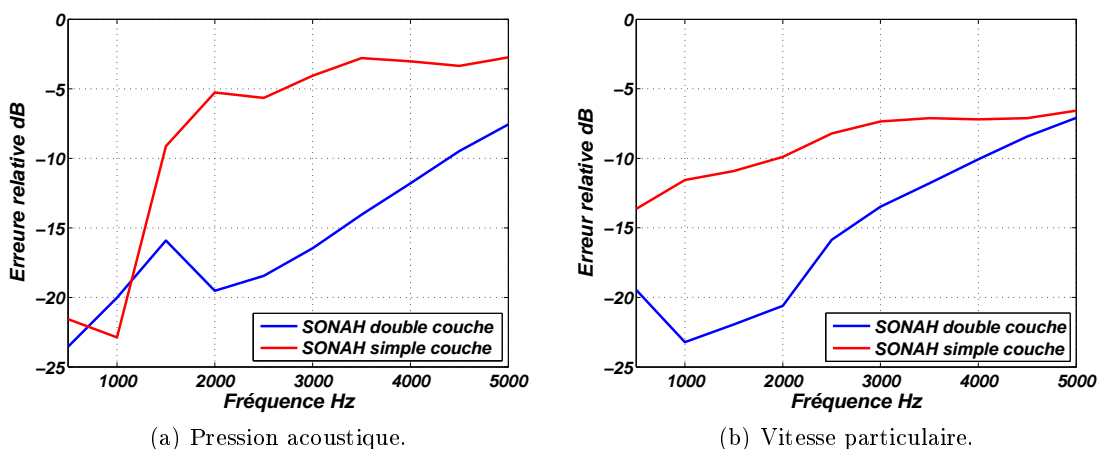 0
−5
−10
−15
−20
−25
Erreure relative dB
SONAH double couche
SONAH simple couche
1000 2000 3000 4000 5000
Fréquence Hz
(a) Pression acoustique.
0
−5
−10
−15
−20
−25
Erreur relative dB
SONAH double couche
SONAH simple couche
1000 2000 3000 4000 5000
Fréquence Hz
(b) Vitesse particulaire.